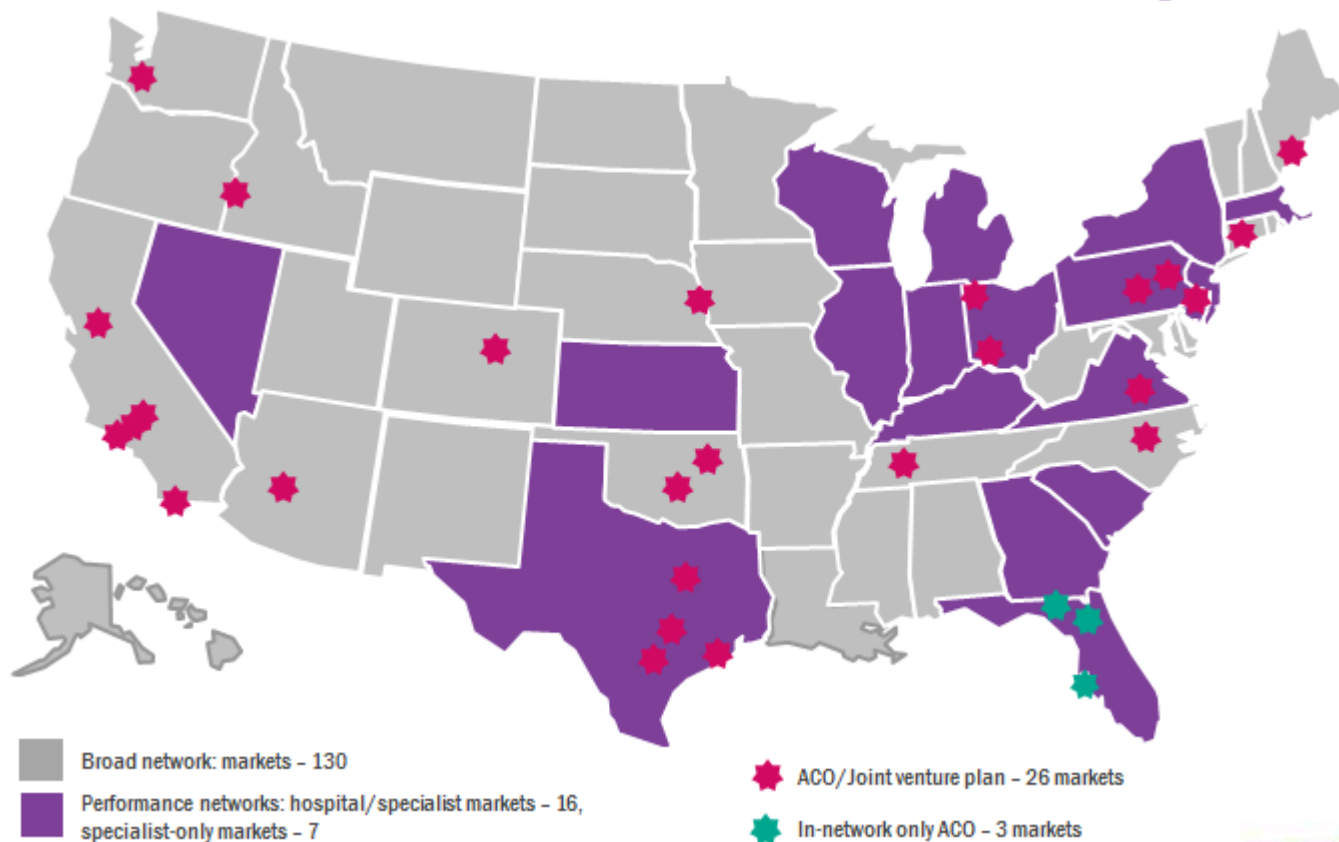 Broad network: markets – 130
Performance networks: hospital/specialist markets – 16,
specialist-only markets – 7
ACO/Joint venture plan – 26 markets
In-network only ACO – 3 markets